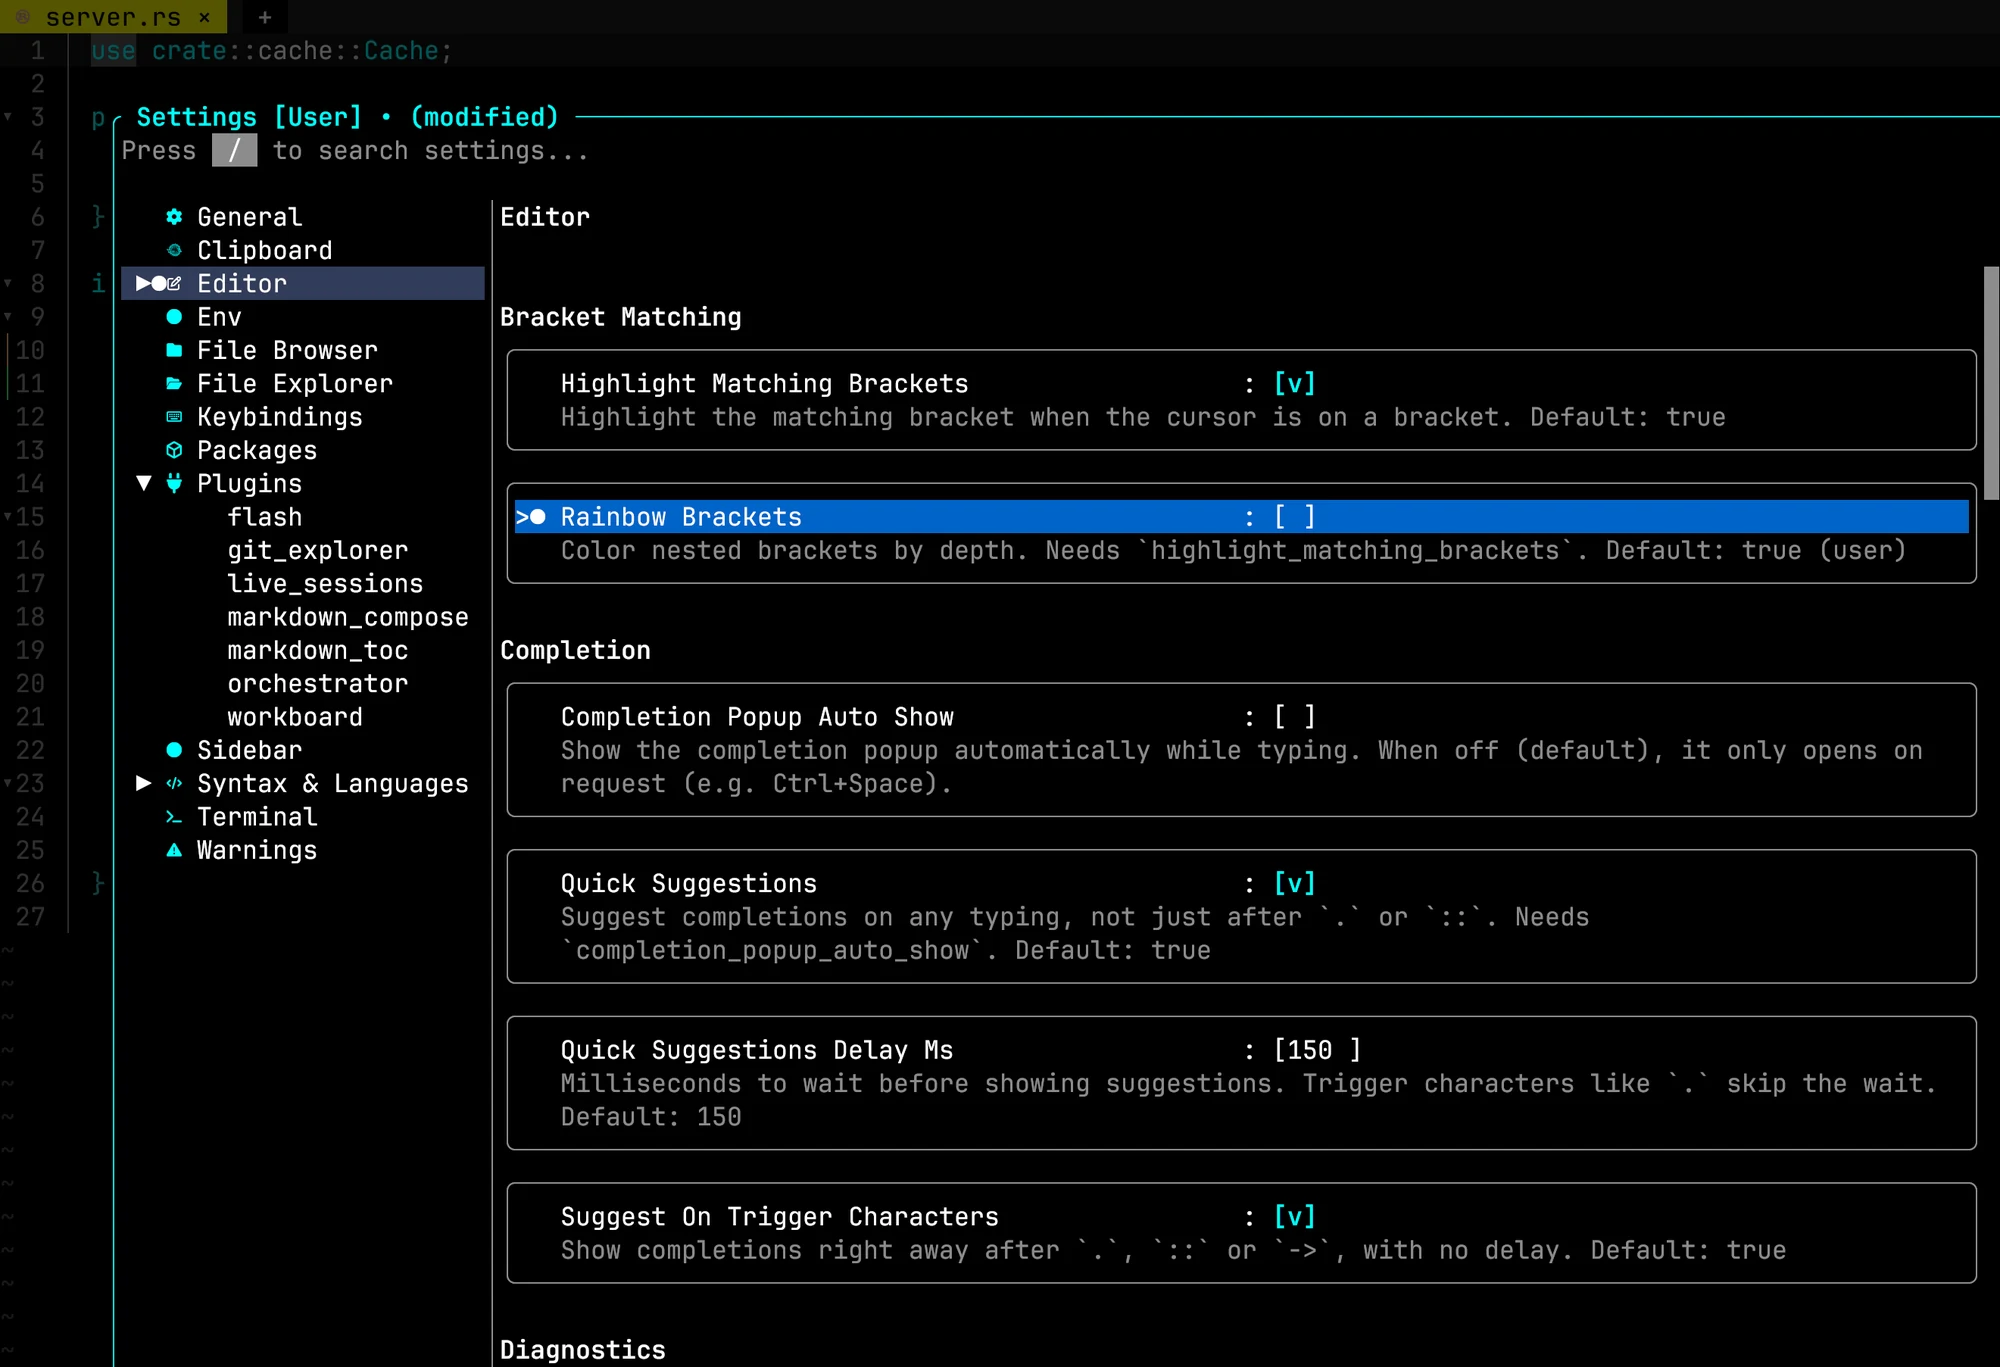 server.rs × +
1 use crate::cache::Cache;
2
3 p Settings [User] • (modified)
4 Press / to search settings...
5
6 } General Editor
7 Clipboard
8 i Editor
9 Env Bracket Matching
10 File Browser
11 File Explorer Highlight Matching Brackets : [v]
12 Keybindings Highlight the matching bracket when the cursor is on a bracket. Default: true
13 Packages
14 Plugins
15 flash > Rainbow Brackets : [ ]
16 git_explorer Color nested brackets by depth. Needs `highlight_matching_brackets`. Default: true (user)
17 live_sessions
18 markdown_compose
19 markdown_toc Completion
20 orchestrator
21 workboard Completion Popup Auto Show : [ ]
22 Sidebar Show the completion popup automatically while typing. When off (default), it only opens on
23 Syntax & Languages request (e.g. Ctrl+Space).
24 Terminal
25 Warnings
26 } Quick Suggestions : [v]
27 Suggest completions on any typing, not just after `.` or `::`. Needs
~ `completion_popup_auto_show`. Default: true
~
~
~ Quick Suggestions Delay Ms : [150 ]
~ Milliseconds to wait before showing suggestions. Trigger characters like `.` skip the wait.
~ Default: 150
~
~
~ Suggest On Trigger Characters : [v]
~ Show completions right away after `.`, `::` or `->`, with no delay. Default: true
~
~
~ Diagnostics